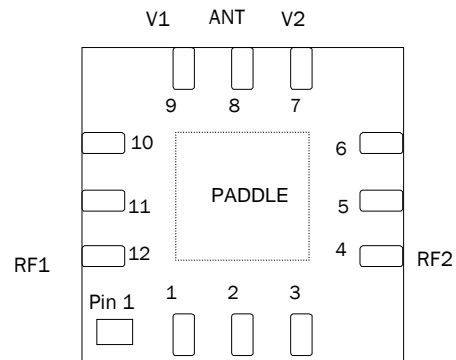 V1 ANT V2
9 8 7
10 6
PADDLE
11 5
12 4
RF1 RF2
Pin 1 1 2 3